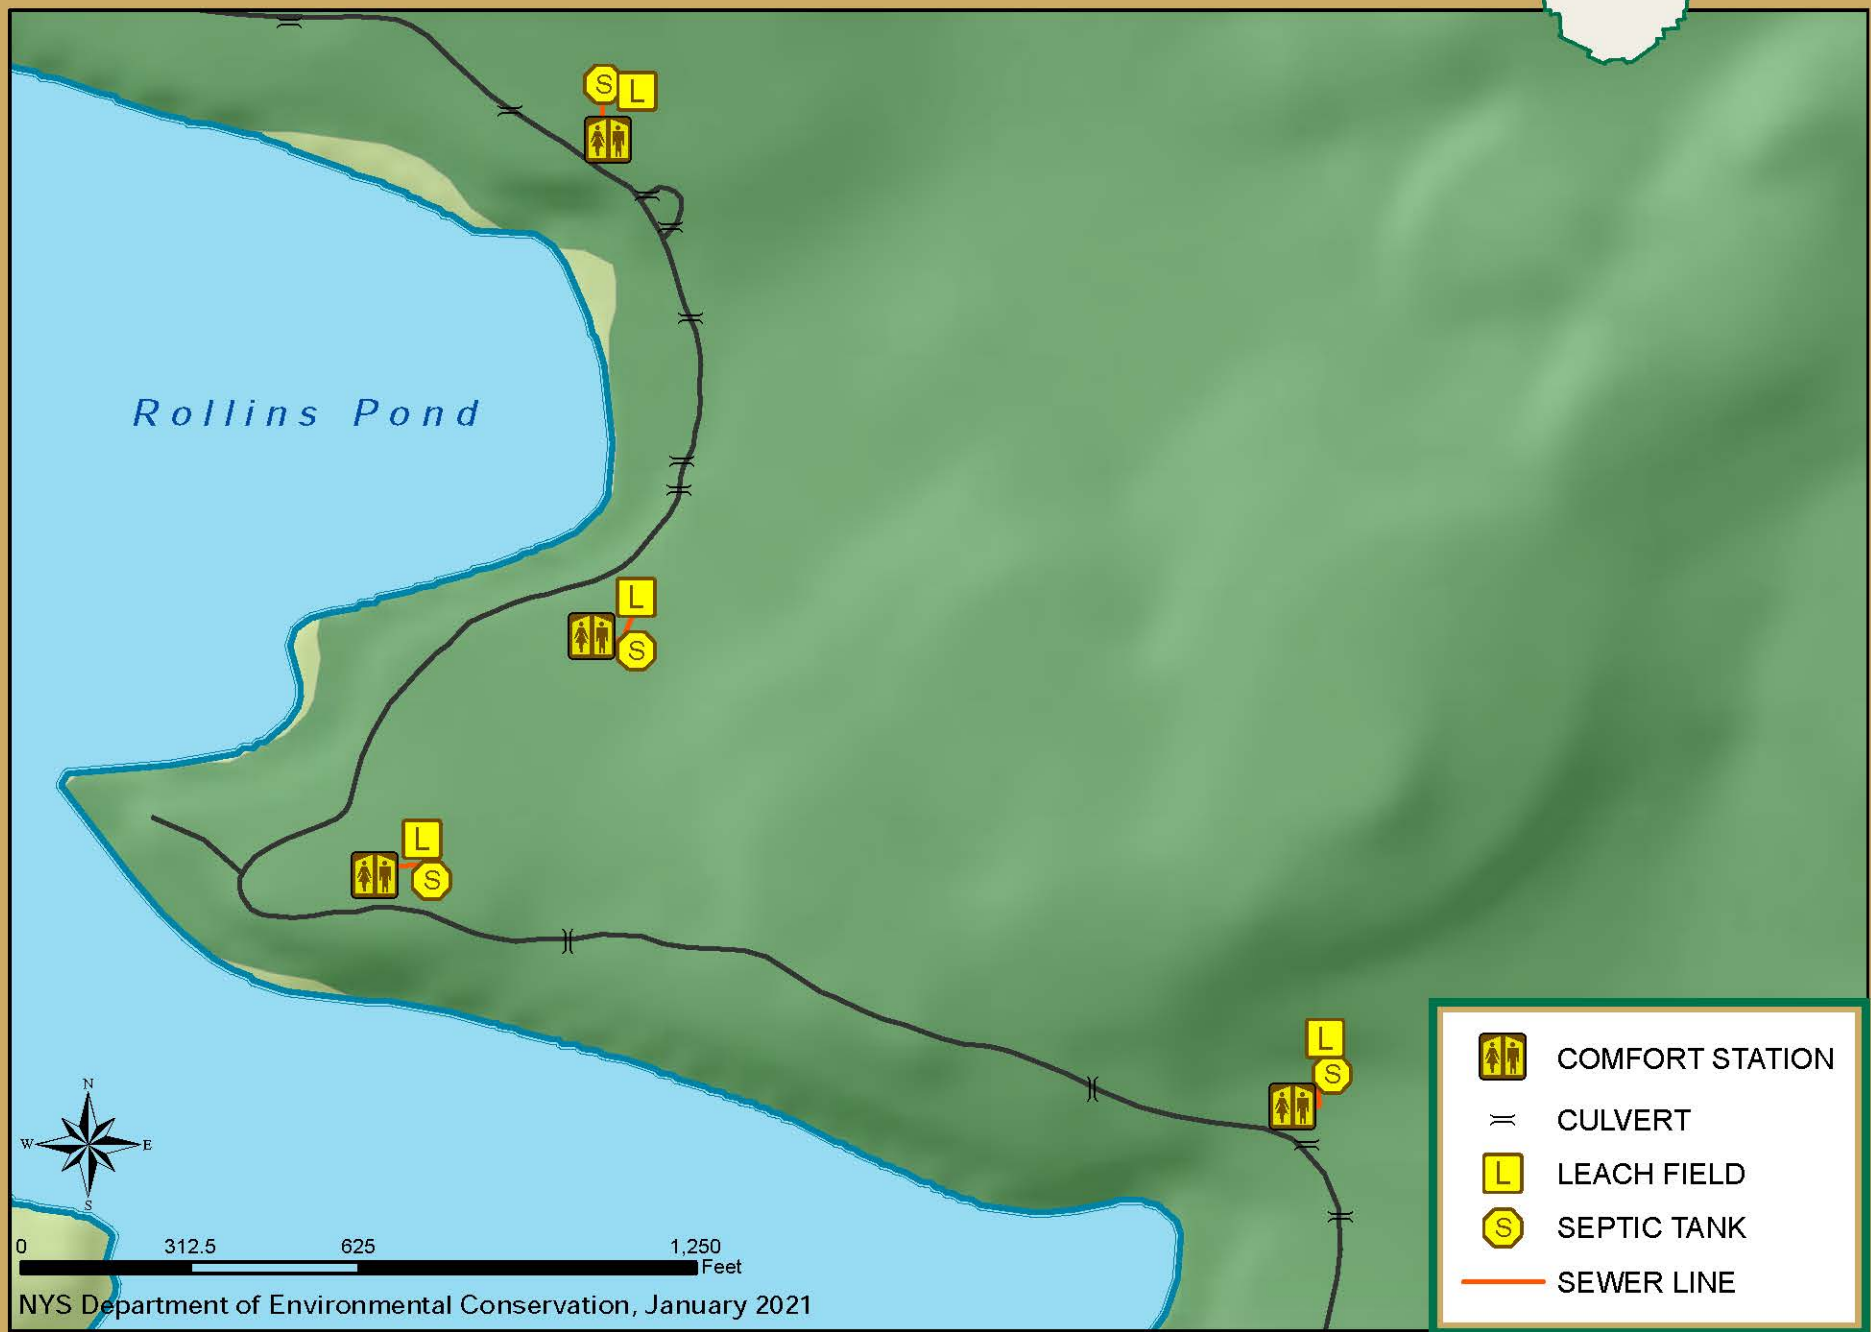 S L
Rollins Pond
L
S
L
S
L
S
N
W E
S
0 312.5 625 1,250
Feet
NYS Department of Environmental Conservation, January 2021
COMFORT STATION
CULVERT
L LEACH FIELD
S SEPTIC TANK
SEWER LINE